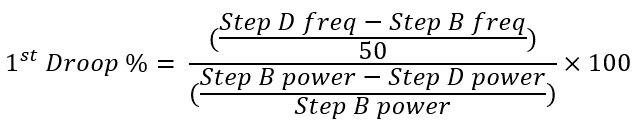 1st Droop % = ((Step D freq − Step B freq)/50) / ((Step B power − Step D power)/Step B power) × 100